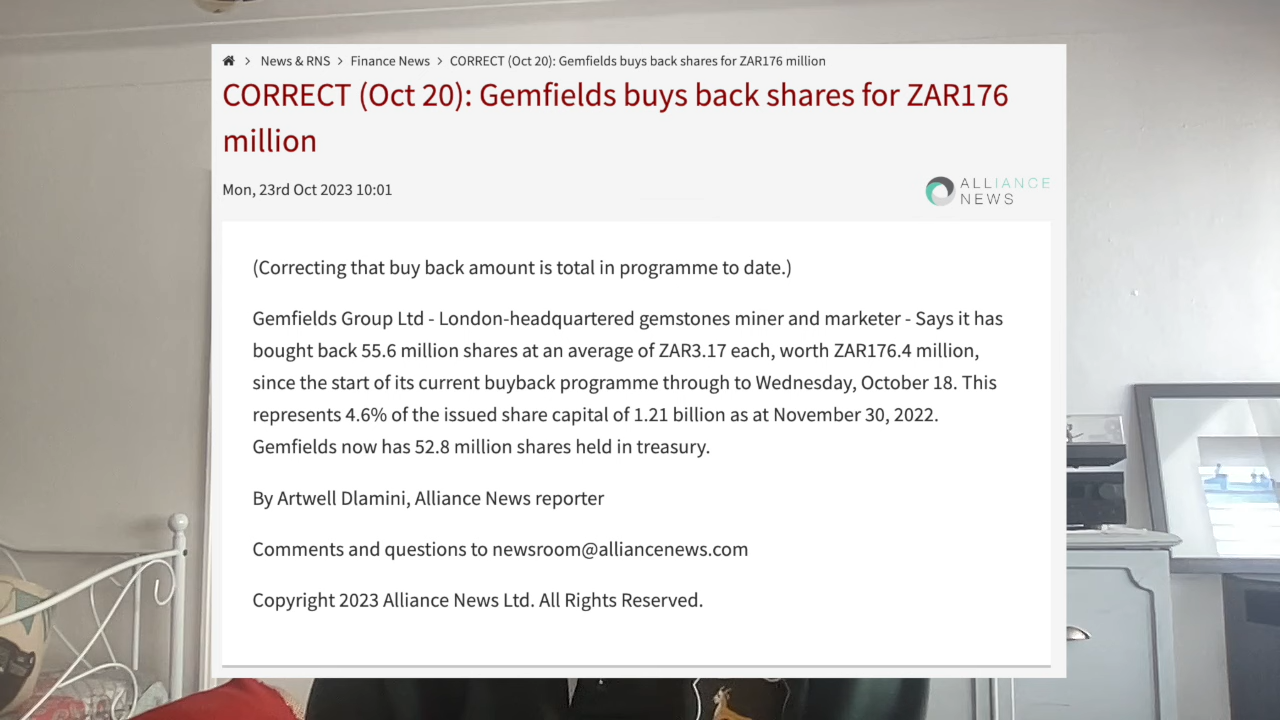 News & RNS > Finance News > CORRECT (Oct 20): Gemfields buys back shares for ZAR176 million
CORRECT (Oct 20): Gemfields buys back shares for ZAR176
million
Mon, 23rd Oct 2023 10:01
ALLIANCE
NEWS
(Correcting that buy back amount is total in programme to date.)
Gemfields Group Ltd - London-headquartered gemstones miner and marketer - Says it has
bought back 55.6 million shares at an average of ZAR3.17 each, worth ZAR176.4 million,
since the start of its current buyback programme through to Wednesday, October 18. This
represents 4.6% of the issued share capital of 1.21 billion as at November 30, 2022.
Gemfields now has 52.8 million shares held in treasury.
By Artwell Dlamini, Alliance News reporter
Comments and questions to newsroom@alliancenews.com
Copyright 2023 Alliance News Ltd. All Rights Reserved.